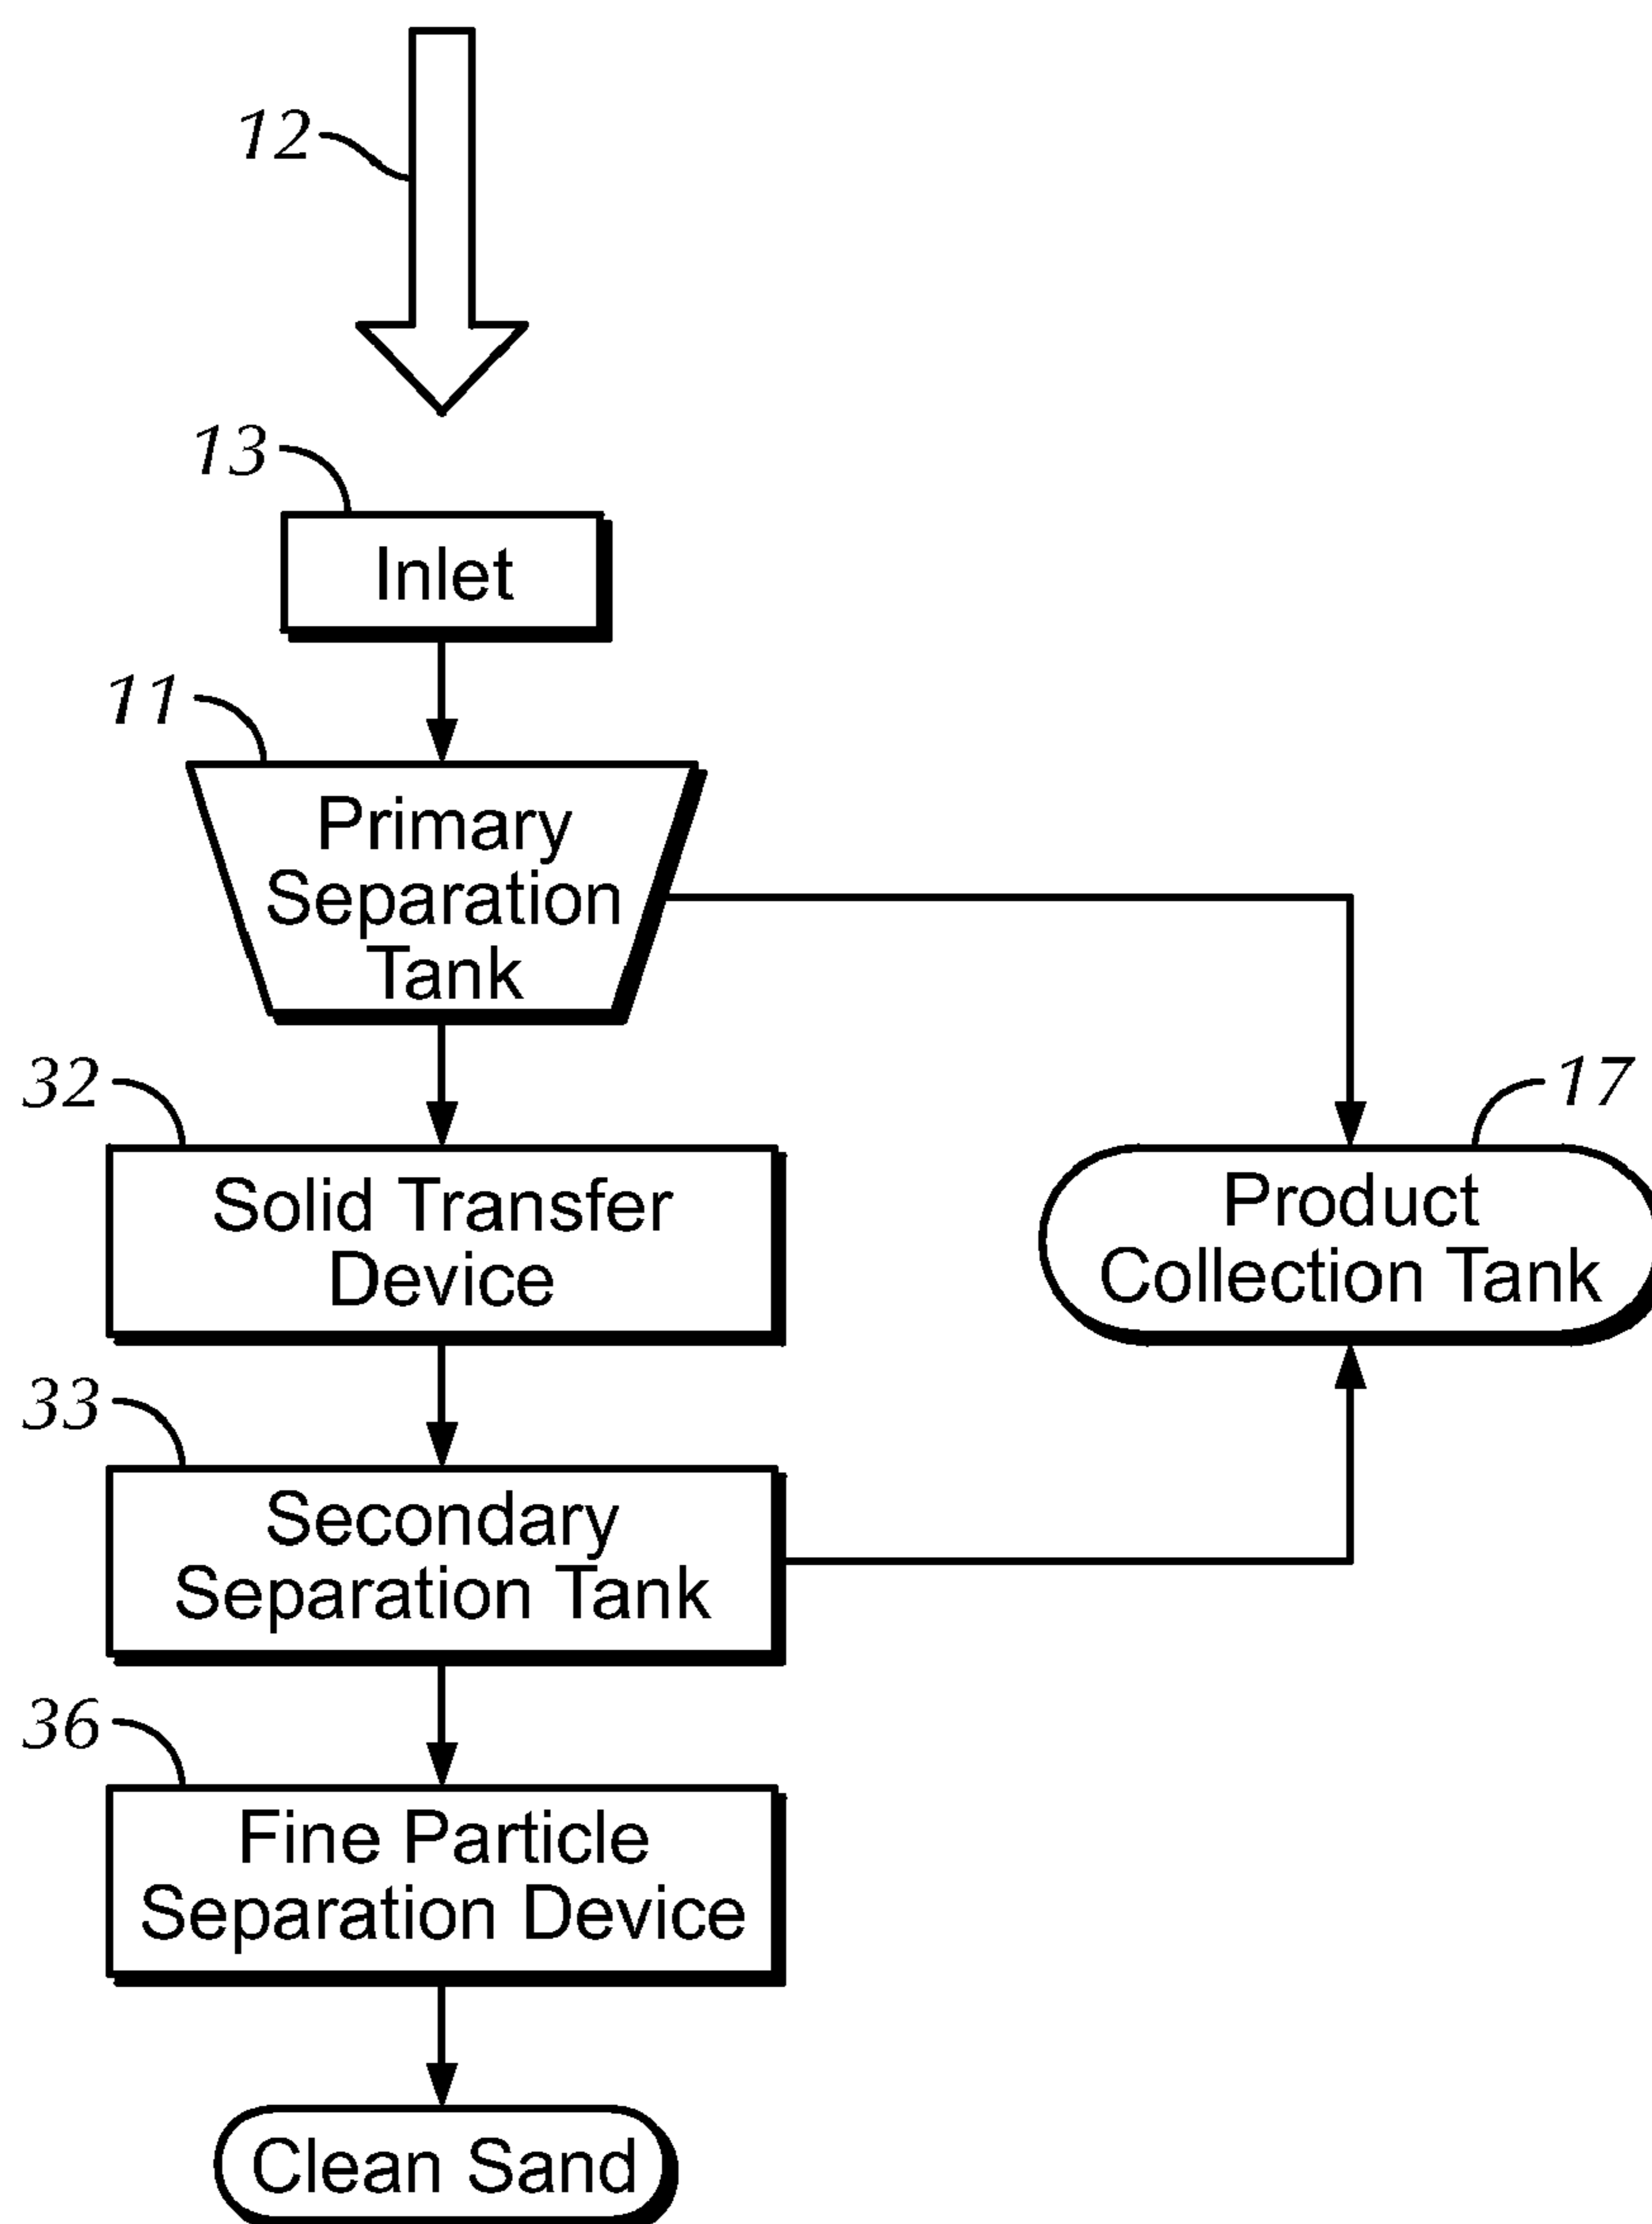 12
13
Inlet
11
Primary
Separation
Tank
32
Solid Transfer
Device
17
Product
Collection Tank
33
Secondary
Separation Tank
36
Fine Particle
Separation Device
Clean Sand